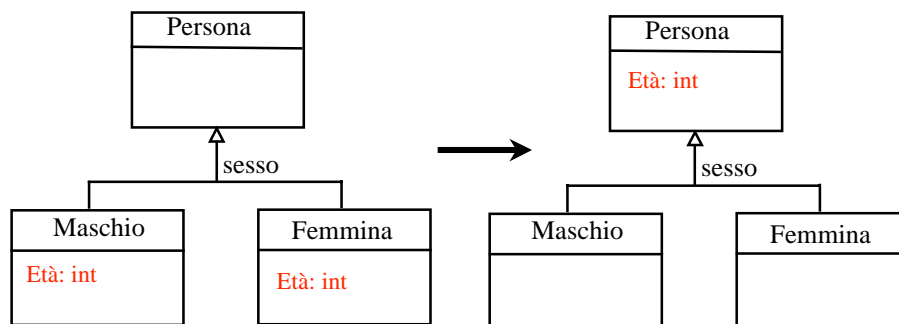 Persona
sesso
Maschio
Età: int
Femmina
Età: int
Persona
Età: int
sesso
Maschio
Femmina